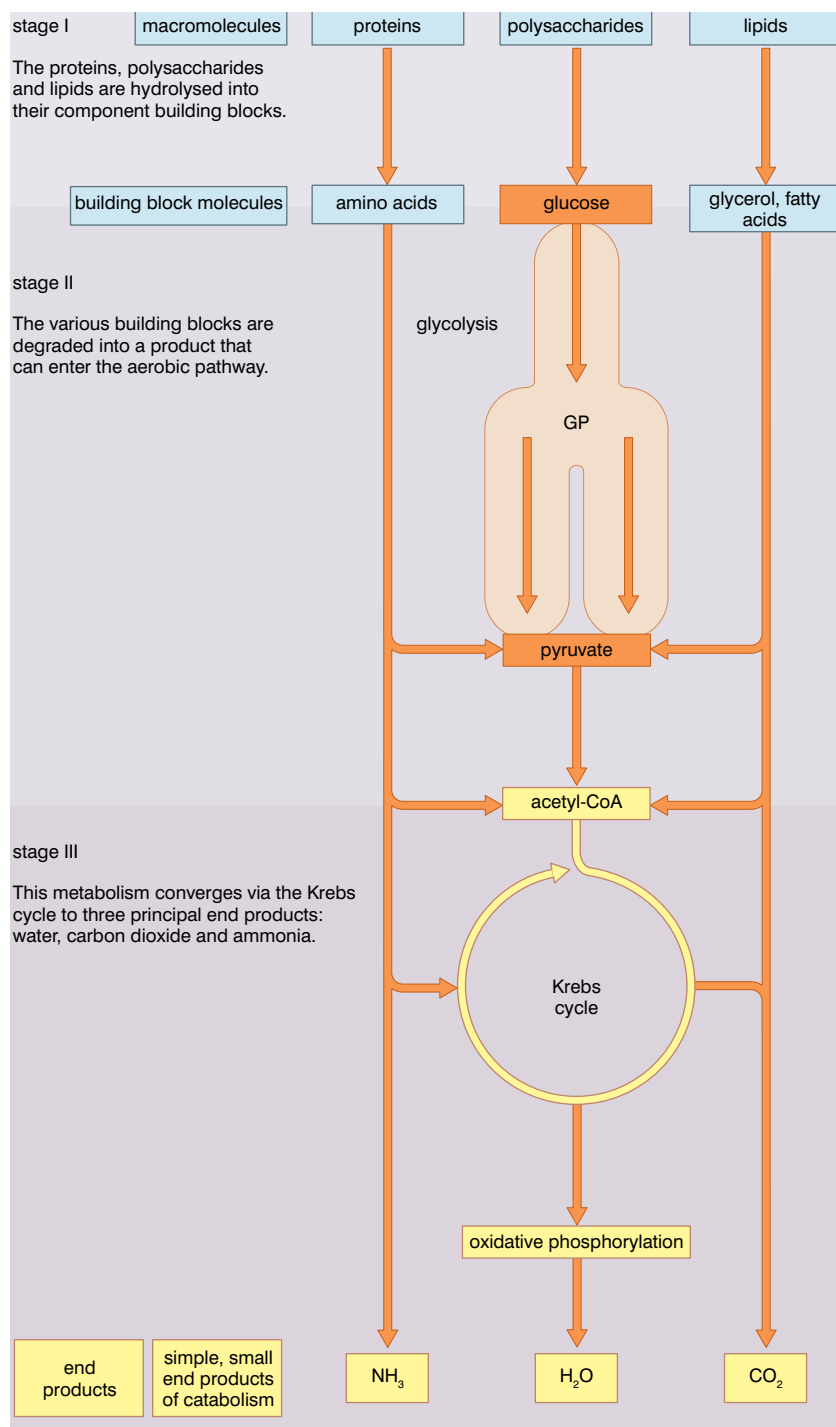 stage I
macromolecules
proteins
polysaccharides
lipids
The proteins, polysaccharides
and lipids are hydrolysed into
their component building blocks.
building block molecules
amino acids
glucose
glycerol, fatty
acids
stage II
The various building blocks are
degraded into a product that
can enter the aerobic pathway.
glycolysis
GP
pyruvate
acetyl-CoA
stage III
This metabolism converges via the Krebs
cycle to three principal end products:
water, carbon dioxide and ammonia.
Krebs
cycle
oxidative phosphorylation
end
products
simple, small
end products
of catabolism
NH₃
H₂O
CO₂